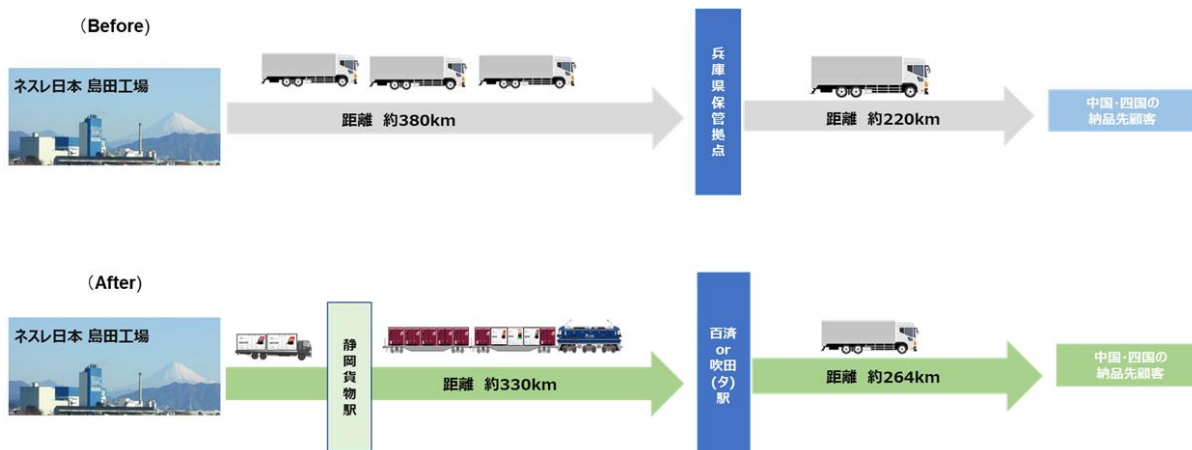 （Before)
ネスレ日本 島田工場
距離 約380km
兵庫県保管拠点
距離 約220km
中国･四国の
納品先顧客
（After)
ネスレ日本 島田工場
静岡貨物駅
距離 約330km
百済
or
吹田
(タ)
駅
距離 約264km
中国･四国の
納品先顧客